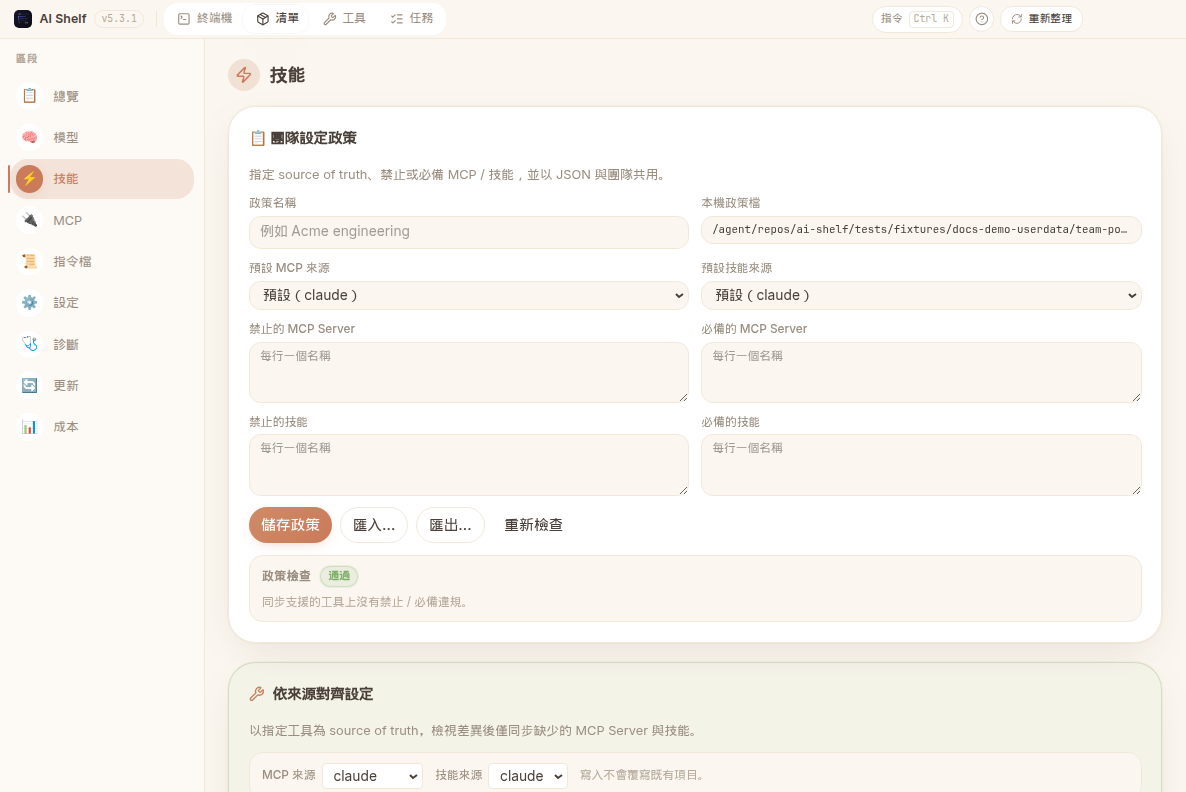 AI Shelf v5.3.1 終端機 清單 工具 任務 指令 Ctrl K 重新整理
區段
總覽
模型
技能
MCP
指令檔
設定
診斷
更新
成本
技能
團隊設定政策
指定 source of truth、禁止或必備 MCP / 技能，並以 JSON 與團隊共用。
政策名稱 本機政策檔
例如 Acme engineering /agent/repos/ai-shelf/tests/fixtures/docs-demo-userdata/team-po…
預設 MCP 來源 預設技能來源
預設（claude） 預設（claude）
禁止的 MCP Server 必備的 MCP Server
每行一個名稱 每行一個名稱
禁止的技能 必備的技能
每行一個名稱 每行一個名稱
儲存政策 匯入… 匯出… 重新檢查
政策檢查 通過
同步支援的工具上沒有禁止 / 必備違規。
依來源對齊設定
以指定工具為 source of truth，檢視差異後僅同步缺少的 MCP Server 與技能。
MCP 來源 claude 技能來源 claude 寫入不會覆寫既有項目。